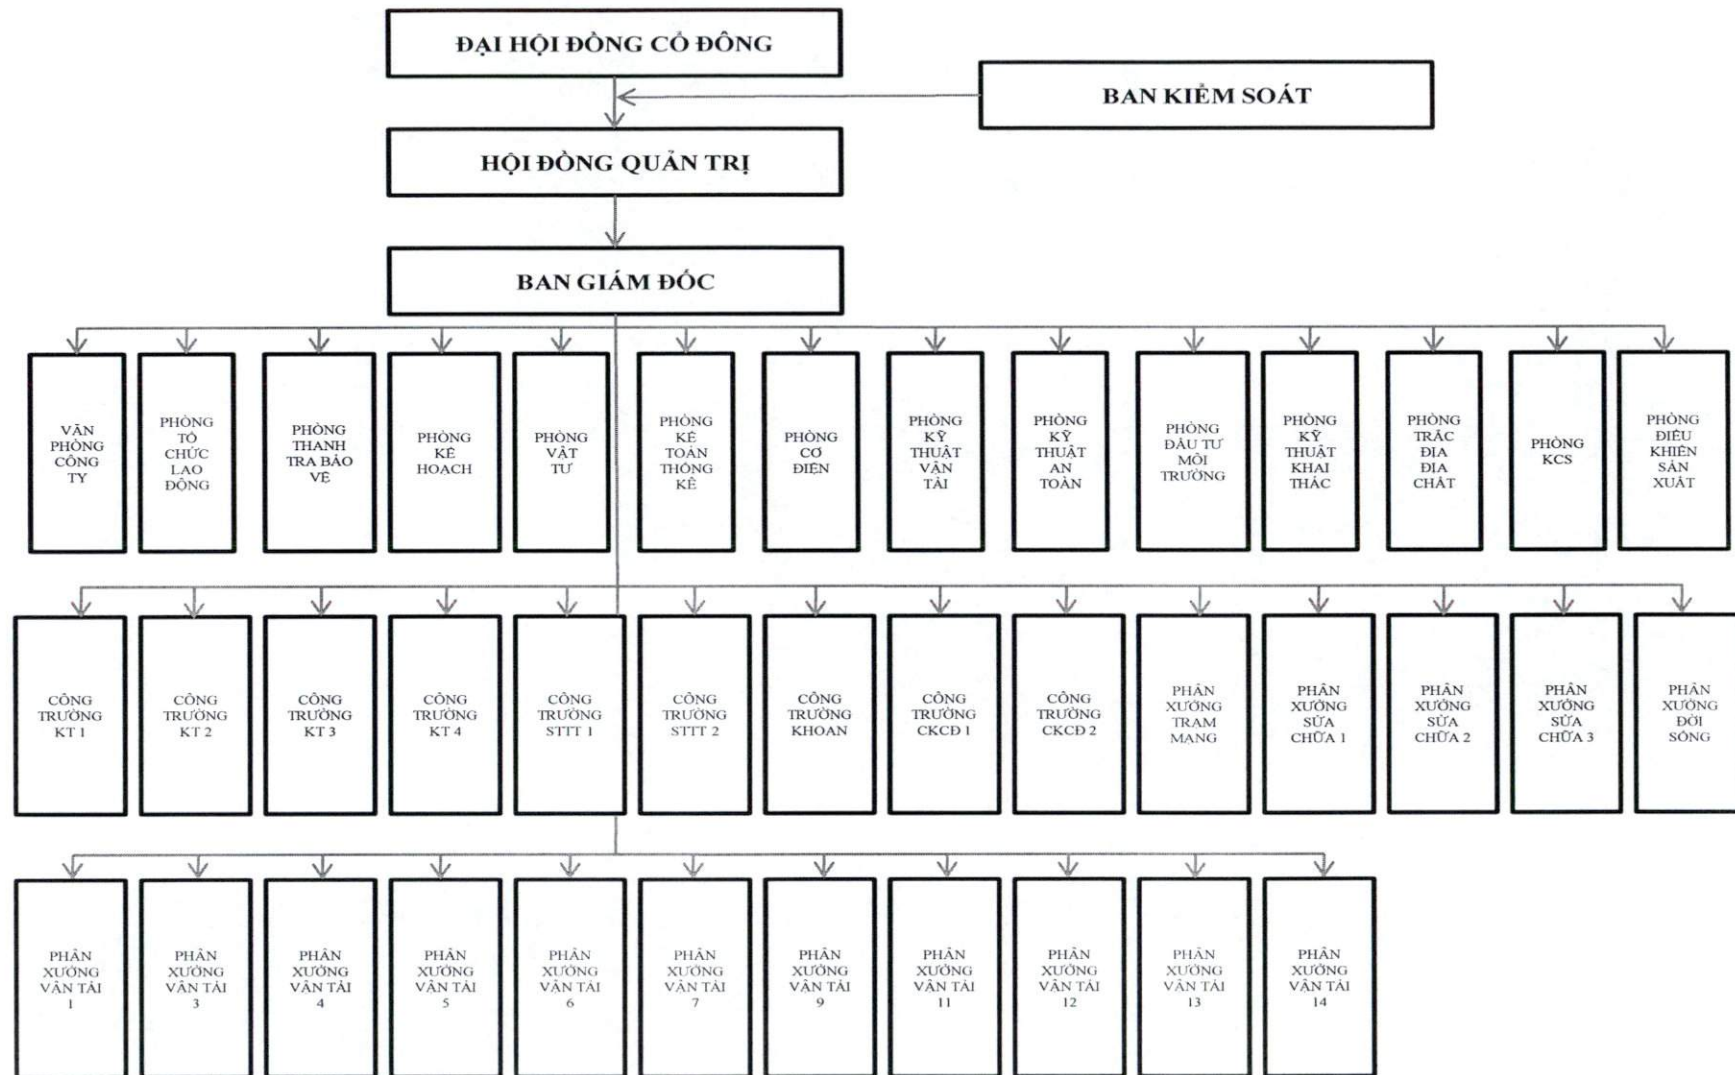 ĐẠI HỘI ĐỒNG CỔ ĐÔNG
BAN KIỂM SOÁT
HỘI ĐỒNG QUẢN TRỊ
BAN GIÁM ĐỐC
VĂN
PHÒNG
CÔNG
TY
PHÒNG
TỔ
CHỨC
LAO
ĐỘNG
PHÒNG
THANH
TRA BẢO
VỆ
PHÒNG
KẾ
HOẠCH
PHÒNG
VẬT
TƯ
PHÒNG
KẾ
TOÁN
THỐNG
KÊ
PHÒNG
CƠ
ĐIỆN
PHÒNG
KỸ
THUẬT
VẬN
TẢI
PHÒNG
KỸ
THUẬT
AN
TOÀN
PHÒNG
ĐẦU TƯ
MÔI
TRƯỜNG
PHÒNG
KỸ
THUẬT
KHAI
THÁC
PHÒNG
TRẮC
ĐỊA
ĐỊA
CHẤT
PHÒNG
KCS
PHÒNG
ĐIỀU
KHIỂN
SẢN
XUẤT
CÔNG
TRƯỜNG
KT 1
CÔNG
TRƯỜNG
KT 2
CÔNG
TRƯỜNG
KT 3
CÔNG
TRƯỜNG
KT 4
CÔNG
TRƯỜNG
STTT 1
CÔNG
TRƯỜNG
STTT 2
CÔNG
TRƯỜNG
KHOAN
CÔNG
TRƯỜNG
CKCĐ 1
CÔNG
TRƯỜNG
CKCĐ 2
PHÂN
XƯỞNG
TRẠM
MẠNG
PHÂN
XƯỞNG
SỬA
CHỮA 1
PHÂN
XƯỞNG
SỬA
CHỮA 2
PHÂN
XƯỞNG
SỬA
CHỮA 3
PHÂN
XƯỞNG
ĐỜI
SỐNG
PHÂN
XƯỞNG
VẬN TẢI
1
PHÂN
XƯỞNG
VẬN TẢI
3
PHÂN
XƯỞNG
VẬN TẢI
4
PHÂN
XƯỞNG
VẬN TẢI
5
PHÂN
XƯỞNG
VẬN TẢI
6
PHÂN
XƯỞNG
VẬN TẢI
7
PHÂN
XƯỞNG
VẬN TẢI
9
PHÂN
XƯỞNG
VẬN TẢI
11
PHÂN
XƯỞNG
VẬN TẢI
12
PHÂN
XƯỞNG
VẬN TẢI
13
PHÂN
XƯỞNG
VẬN TẢI
14